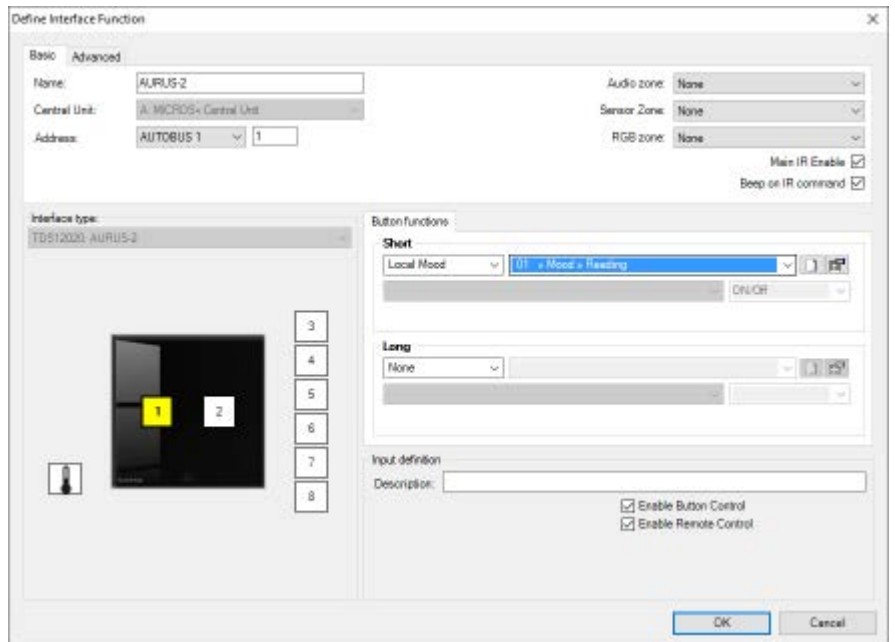 Define Interface Function
Basic Advanced
Name: AURUS-2
Audio zone: None
Central Unit: A: MICROS+ Central Unit
Sensor Zone: None
Address: AUTOBUS 1 1
RGB zone: None
Main IR Enable
Beep on IR command
Interface type:
TDS12020: AURUS-2
1
2
3
4
5
6
7
8
Button functions
Short
Local Mood 01 » Mood » Reading
ON/Off
Long
None
Input definition
Description:
Enable Button Control
Enable Remote Control
OK Cancel